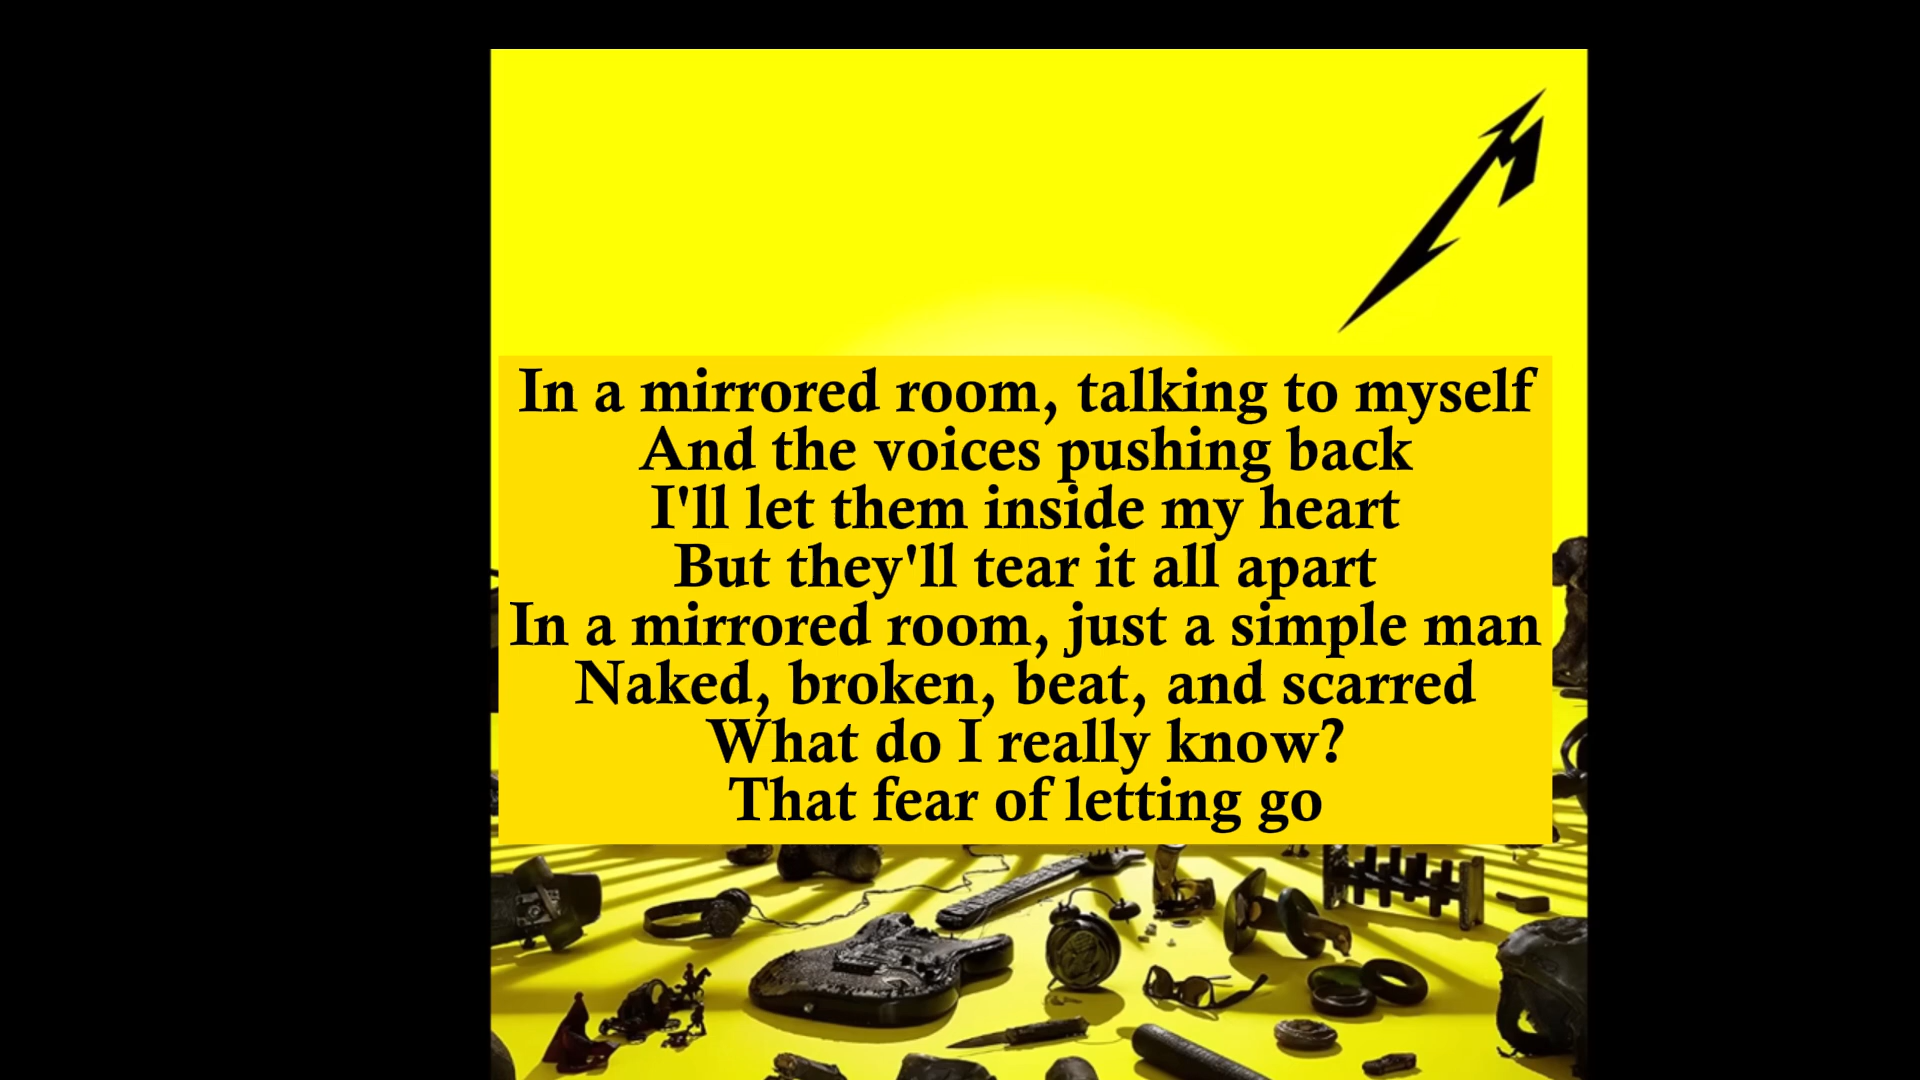 In a mirrored room, talking to myself
And the voices pushing back
I'll let them inside my heart
But they'll tear it all apart
In a mirrored room, just a simple man
Naked, broken, beat, and scarred
What do I really know?
That fear of letting go